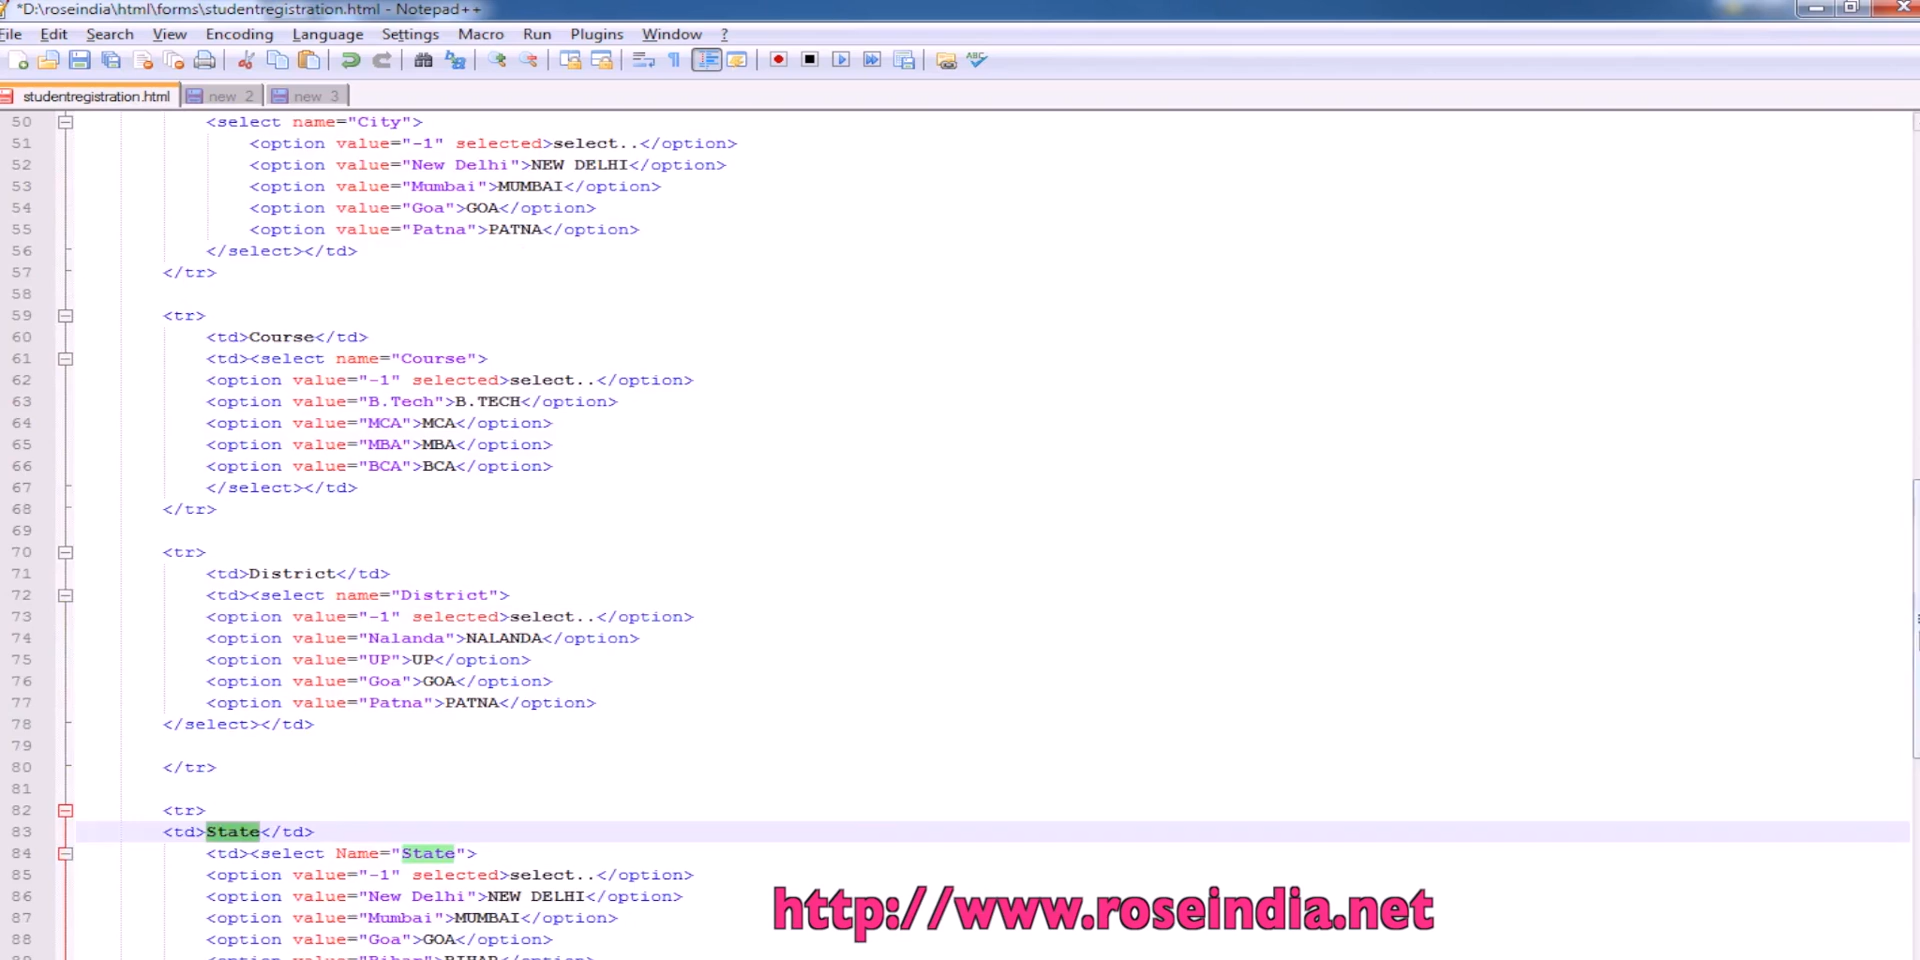 *D:\roseindia\html\forms\studentregistration.html - Notepad++
File Edit Search View Encoding Language Settings Macro Run Plugins Window ?
studentregistration.html new 2 new 3
50 <select name="City">
51 <option value="-1" selected>select..</option>
52 <option value="New Delhi">NEW DELHI</option>
53 <option value="Mumbai">MUMBAI</option>
54 <option value="Goa">GOA</option>
55 <option value="Patna">PATNA</option>
56 </select></td>
57 </tr>
58
59 <tr>
60 <td>Course</td>
61 <td><select name="Course">
62 <option value="-1" selected>select..</option>
63 <option value="B.Tech">B.TECH</option>
64 <option value="MCA">MCA</option>
65 <option value="MBA">MBA</option>
66 <option value="BCA">BCA</option>
67 </select></td>
68 </tr>
69
70 <tr>
71 <td>District</td>
72 <td><select name="District">
73 <option value="-1" selected>select..</option>
74 <option value="Nalanda">NALANDA</option>
75 <option value="UP">UP</option>
76 <option value="Goa">GOA</option>
77 <option value="Patna">PATNA</option>
78 </select></td>
79
80 </tr>
81
82 <tr>
83 <td>State</td>
84 <td><select Name="State">
85 <option value="-1" selected>select..</option>
86 <option value="New Delhi">NEW DELHI</option>
87 <option value="Mumbai">MUMBAI</option>
88 <option value="Goa">GOA</option>
<option value="Bihar">BIHAR</option>
http://www.roseindia.net